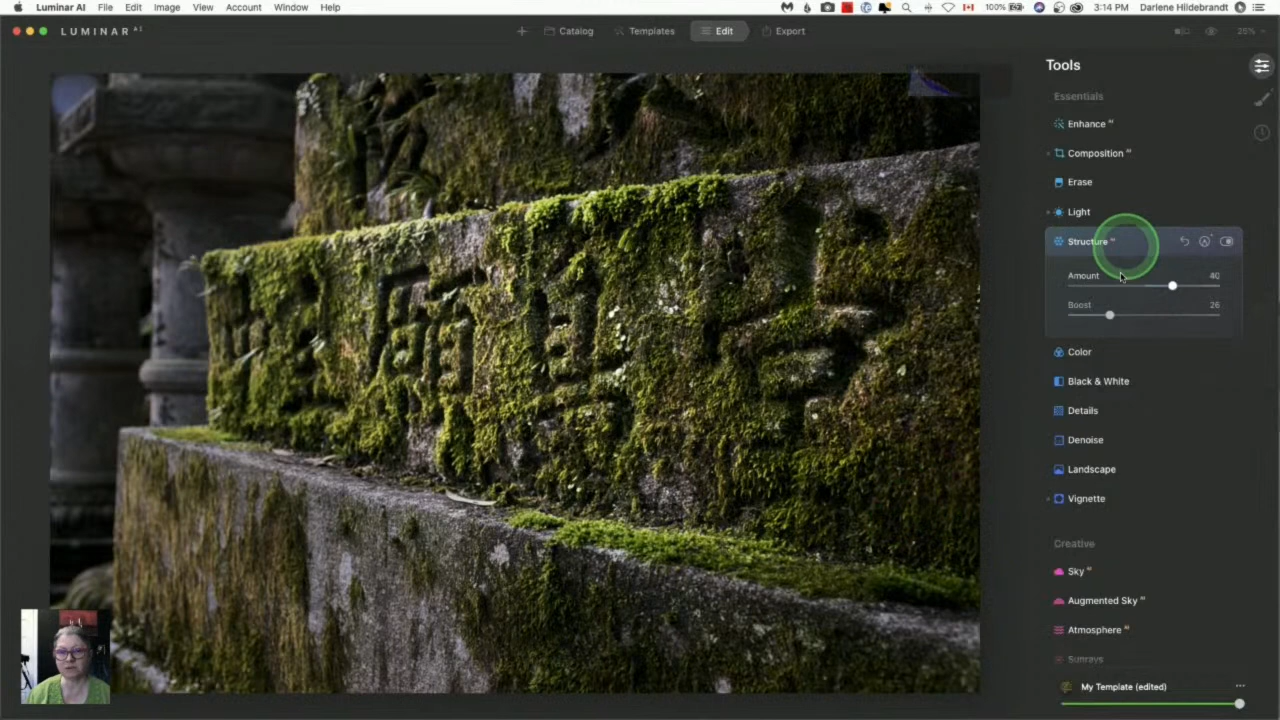 Luminar AI File Edit Image View Account Window Help 100% 3:14 PM Darlene Hildebrandt
LUMINAR AI
Catalog Templates Edit Export 25%
Tools
Essentials
Enhance AI
Composition AI
Erase
Light
Structure AI
Amount 40
Boost 26
Color
Black & White
Details
Denoise
Landscape
Vignette
Creative
Sky AI
Augmented Sky AI
Atmosphere AI
Sunrays
My Template (edited)